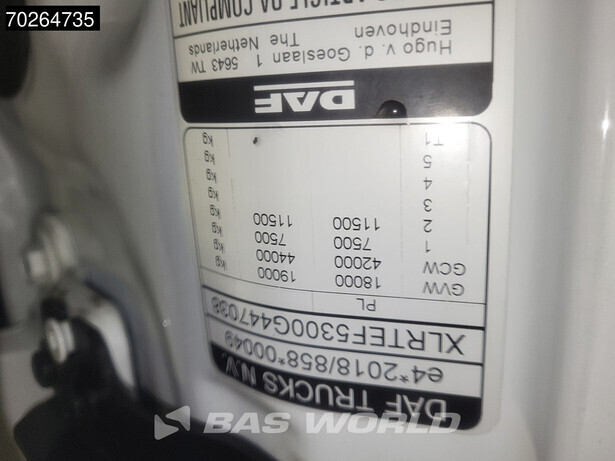 70264735
DAF TRUCKS N.V.
e4*2018/858*00049
XLRTEF5300G447038
PL
GVW 18000 19000 kg
GCW 42000 44000 kg
1 7500 7500 kg
2 11500 11500 kg
3 kg
4 kg
5 kg
T1 kg
DAF
Hugo v. d. Goeslaan 1 5643 TW
Eindhoven The Netherlands
ARTICLE 9A COMPLIANT
BAS WORLD